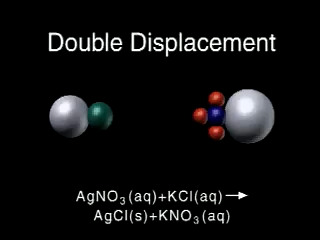 Double Displacement
AgNO₃(aq)+KCl(aq)⟶
AgCl(s)+KNO₃(aq)